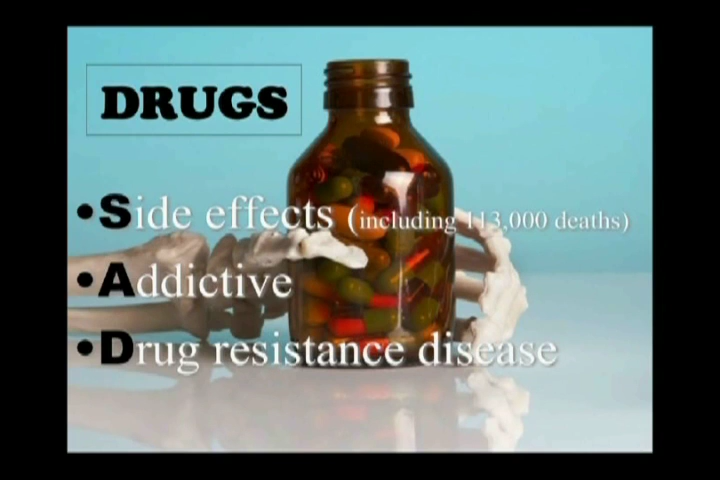 DRUGS
•Side effects (including 113,000 deaths)
•Addictive
•Drug resistance disease